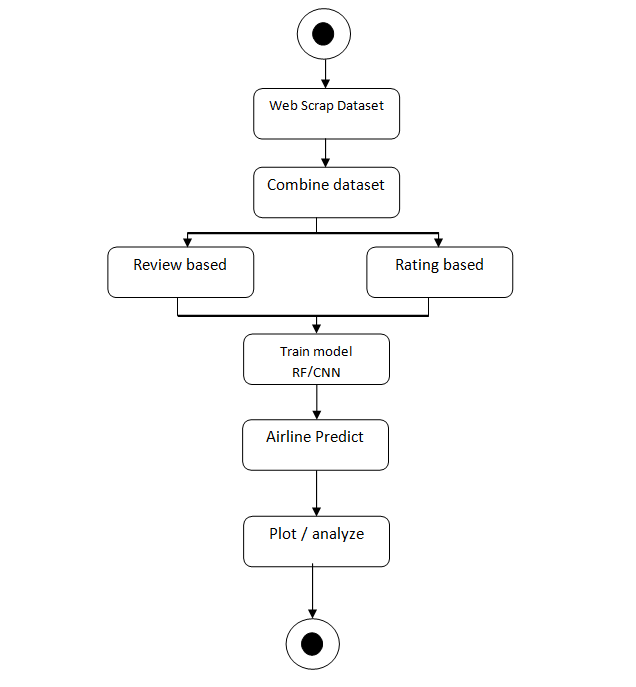 Web Scrap Dataset
Combine dataset
Review based
Rating based
Train model
RF/CNN
Airline Predict
Plot / analyze